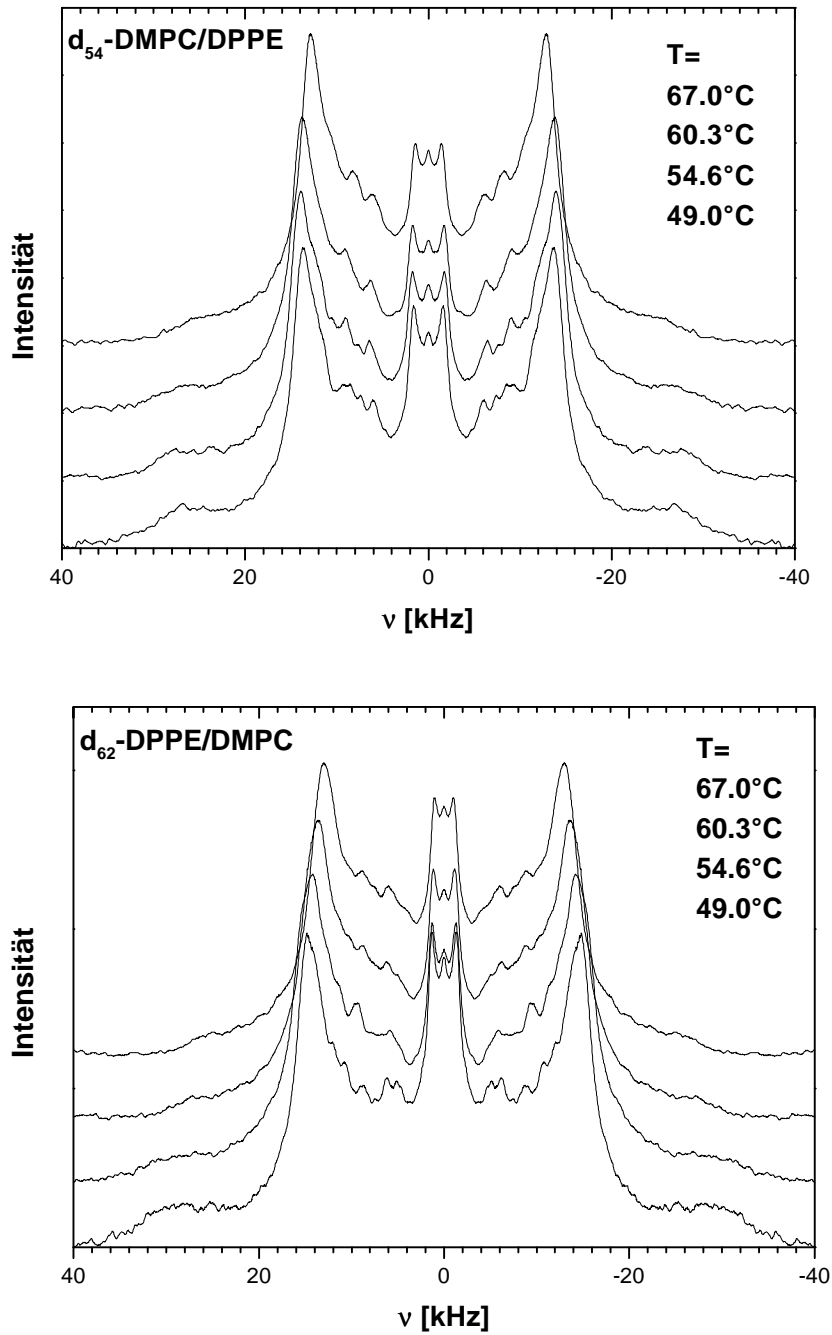 d54-DMPC/DPPE
T=
67.0°C
60.3°C
54.6°C
49.0°C
Intensität
40 20 0 -20 -40
ν [kHz]
d62-DPPE/DMPC
T=
67.0°C
60.3°C
54.6°C
49.0°C
Intensität
40 20 0 -20 -40
ν [kHz]